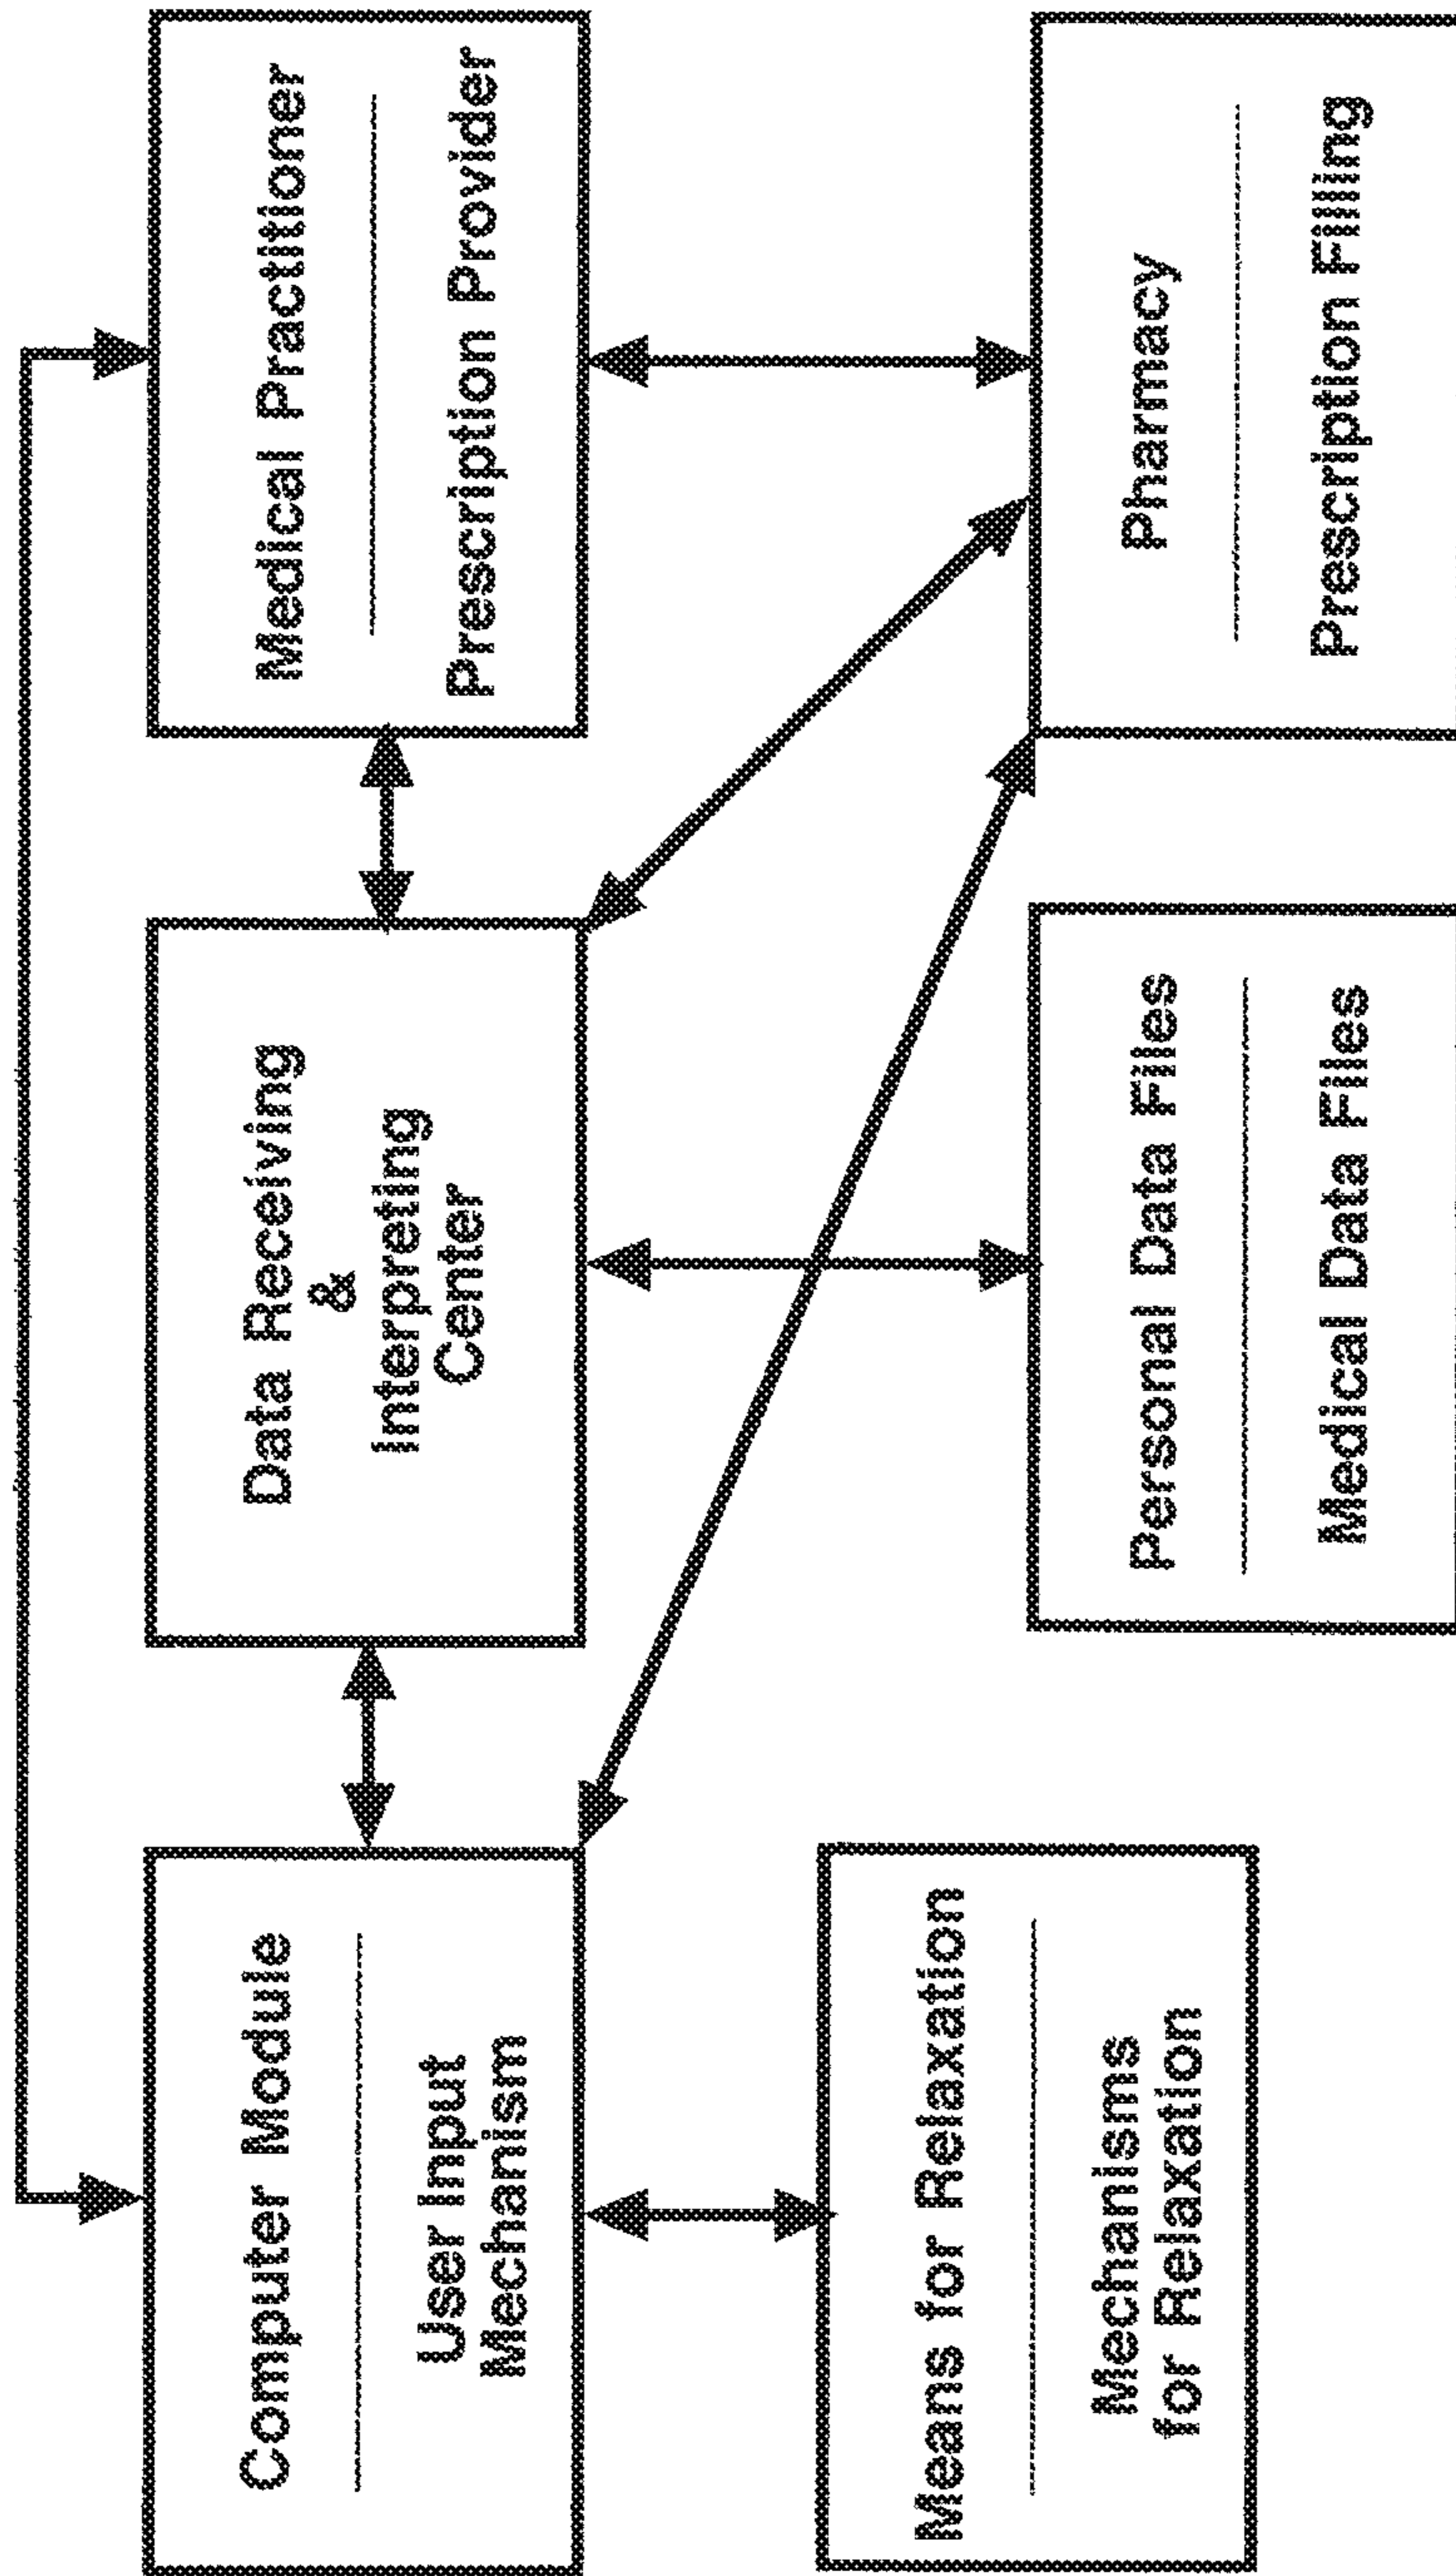 Computer Module
User Input
Mechanism
Data Receiving
&
Interpreting
Center
Medical Practitioner
Prescription Provider
Means for Relaxation
Mechanisms
for Relaxation
Personal Data Files
Medical Data Files
Pharmacy
Prescription Filling